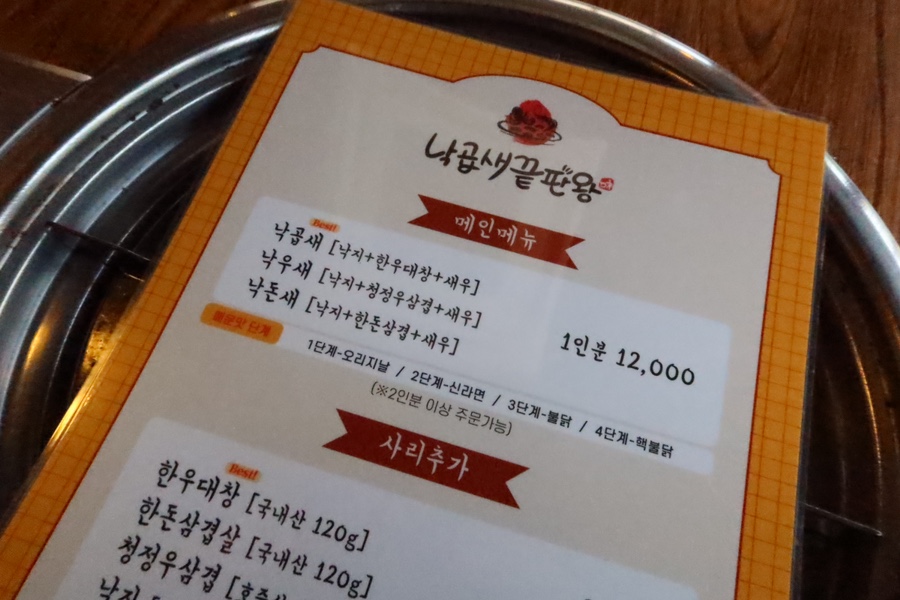 낙곱새끝판왕
메인메뉴
Best!
낙곱새 [낙지+한우대창+새우]
낙우새 [낙지+청정우삼겹+새우]
낙돈새 [낙지+한돈삼겹+새우]
1인분 12,000
매운맛 단계
1단계-오리지날 / 2단계-신라면 / 3단계-불닭 / 4단계-핵불닭
(※2인분 이상 주문가능)
사리추가
Best!
한우대창 [국내산 120g]
한돈삼겹살 [국내산 120g]
청정우삼겹 [호주산
낙지